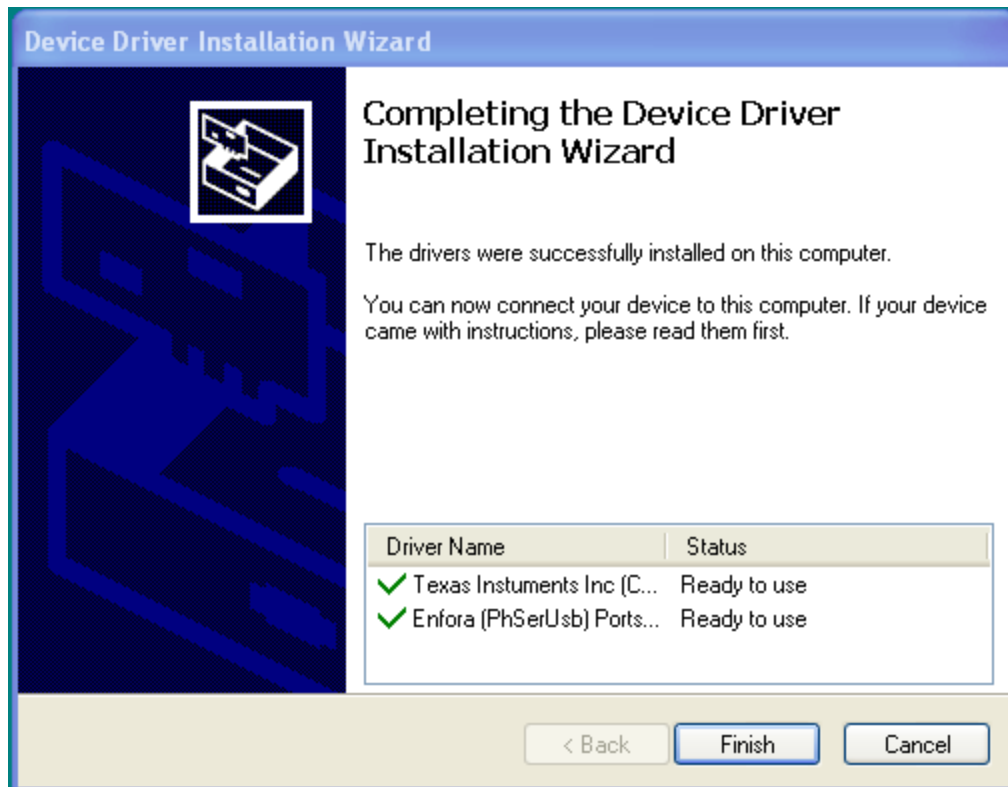 Device Driver Installation Wizard
Completing the Device Driver
Installation Wizard
The drivers were successfully installed on this computer.
You can now connect your device to this computer. If your device
came with instructions, please read them first.
Driver Name Status
Texas Instuments Inc (C... Ready to use
Enfora (PhSerUsb) Ports... Ready to use
< Back Finish Cancel